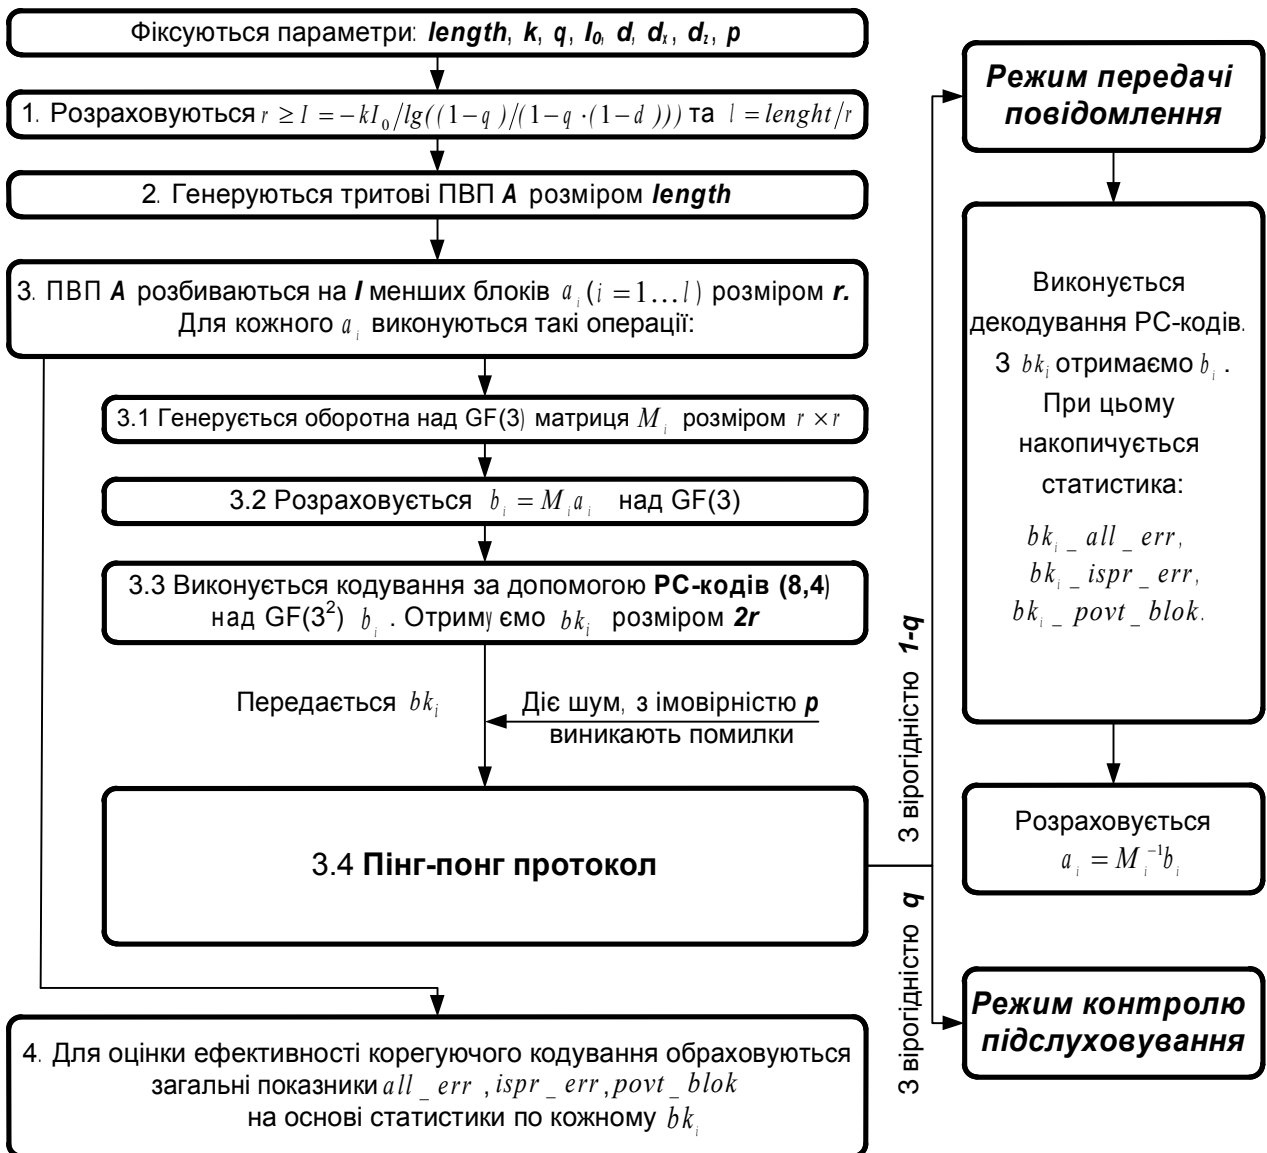 Фіксуються параметри: length, k, q, I₀, d, dₓ, d_z, p
1. Розраховуються r ≥ I = −kI₀/lg((1−q)/(1−q·(1−d))) та l = lenght/r
2. Генеруються тритові ПВП A розміром length
3. ПВП A розбиваються на l менших блоків aᵢ (i = 1...l) розміром r.
Для кожного aᵢ виконуються такі операції:
3.1 Генерується оборотна над GF(3) матриця Mᵢ розміром r × r
3.2 Розраховується bᵢ = Mᵢaᵢ над GF(3)
3.3 Виконується кодування за допомогою РС-кодів (8,4)
над GF(3²) bᵢ. Отримуємо bkᵢ розміром 2r
Передається bkᵢ
Діє шум, з імовірністю p
виникають помилки
3.4 Пінг-понг протокол
4. Для оцінки ефективності корегуючого кодування обраховуються
загальні показники all_err, ispr_err, povt_blok
на основі статистики по кожному bkᵢ
З вірогідністю 1-q
З вірогідністю q
Режим передачі
повідомлення
Виконується
декодування РС-кодів.
З bkᵢ отримаємо bᵢ.
При цьому
накопичується
статистика:
bkᵢ_all_err,
bkᵢ_ispr_err,
bkᵢ_povt_blok.
Розраховується
aᵢ = Mᵢ⁻¹bᵢ
Режим контролю
підслуховування